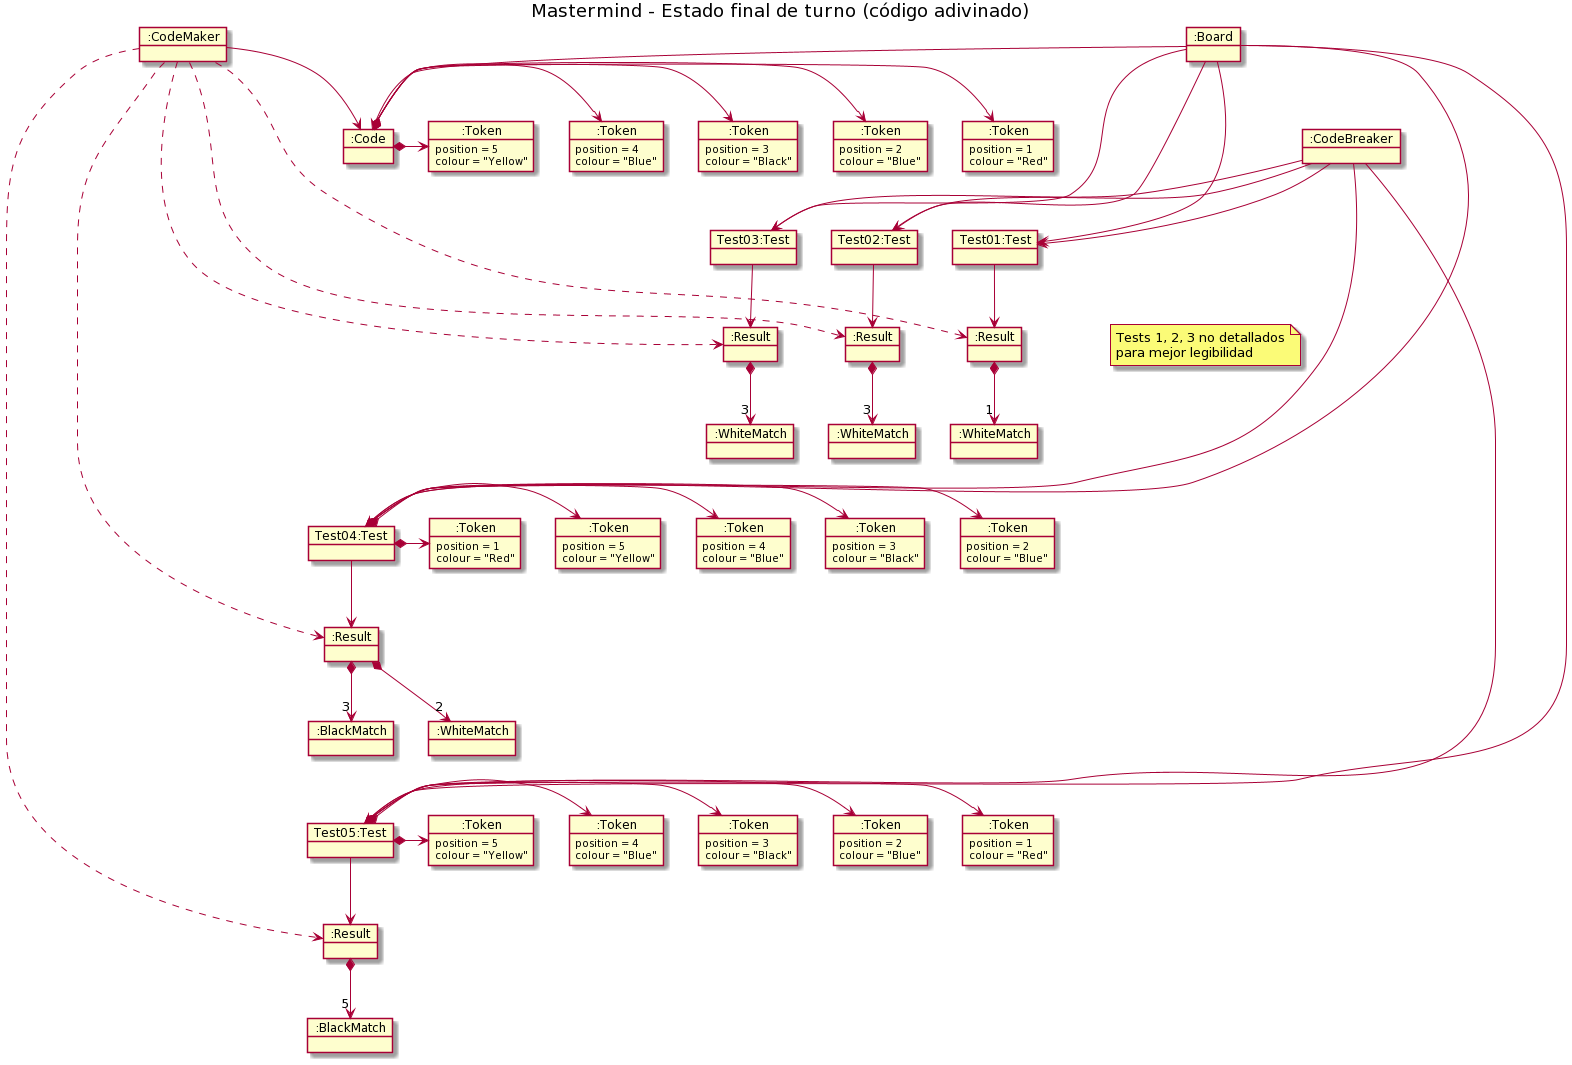 Mastermind - Estado final de turno (código adivinado)
:CodeMaker
:Board
:Code
:Token
position = 5
colour = "Yellow"
:Token
position = 4
colour = "Blue"
:Token
position = 3
colour = "Black"
:Token
position = 2
colour = "Blue"
:Token
position = 1
colour = "Red"
:CodeBreaker
Test03:Test
Test02:Test
Test01:Test
:Result
:Result
:Result
Tests 1, 2, 3 no detallados
para mejor legibilidad
3
3
1
:WhiteMatch
:WhiteMatch
:WhiteMatch
Test04:Test
:Token
position = 1
colour = "Red"
:Token
position = 5
colour = "Yellow"
:Token
position = 4
colour = "Blue"
:Token
position = 3
colour = "Black"
:Token
position = 2
colour = "Blue"
:Result
3
2
:BlackMatch
:WhiteMatch
Test05:Test
:Token
position = 5
colour = "Yellow"
:Token
position = 4
colour = "Blue"
:Token
position = 3
colour = "Black"
:Token
position = 2
colour = "Blue"
:Token
position = 1
colour = "Red"
:Result
5
:BlackMatch